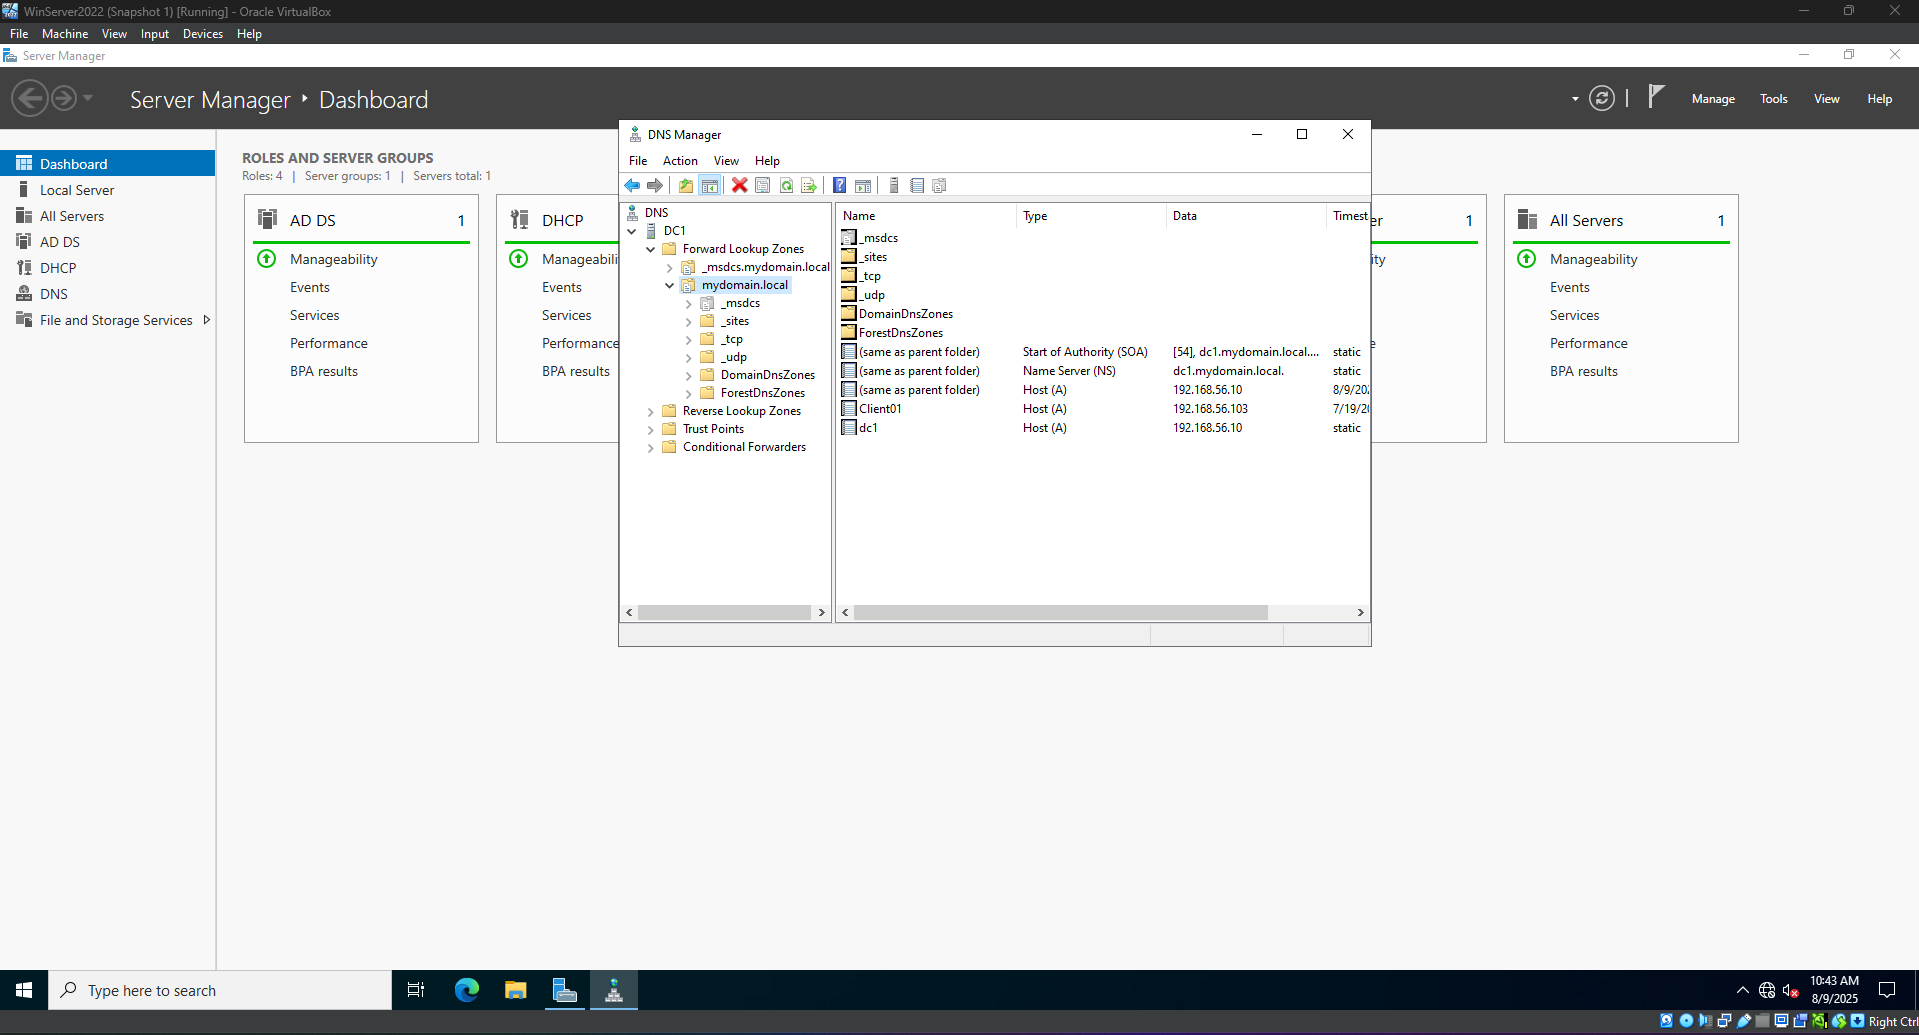 WinServer2022 (Snapshot 1) [Running] - Oracle VirtualBox
File Machine View Input Devices Help
Server Manager
Server Manager ‣ Dashboard
Manage Tools View Help
Dashboard
Local Server
All Servers
AD DS
DHCP
DNS
File and Storage Services
ROLES AND SERVER GROUPS
Roles: 4 | Server groups: 1 | Servers total: 1
AD DS 1
Manageability
Events
Services
Performance
BPA results
DHCP
Manageabili
Events
Services
Performance
BPA results
DNS Manager
File Action View Help
DNS
DC1
Forward Lookup Zones
_msdcs.mydomain.local
mydomain.local
_msdcs
_sites
_tcp
_udp
DomainDnsZones
ForestDnsZones
Reverse Lookup Zones
Trust Points
Conditional Forwarders
Name Type Data Timest
_msdcs
_sites
_tcp
_udp
DomainDnsZones
ForestDnsZones
(same as parent folder) Start of Authority (SOA) [54], dc1.mydomain.local.... static
(same as parent folder) Name Server (NS) dc1.mydomain.local. static
(same as parent folder) Host (A) 192.168.56.10 8/9/202
Client01 Host (A) 192.168.56.103 7/19/20
dc1 Host (A) 192.168.56.10 static
er 1
ity
e
All Servers 1
Manageability
Events
Services
Performance
BPA results
Type here to search
10:43 AM
8/9/2025
Right Ctrl